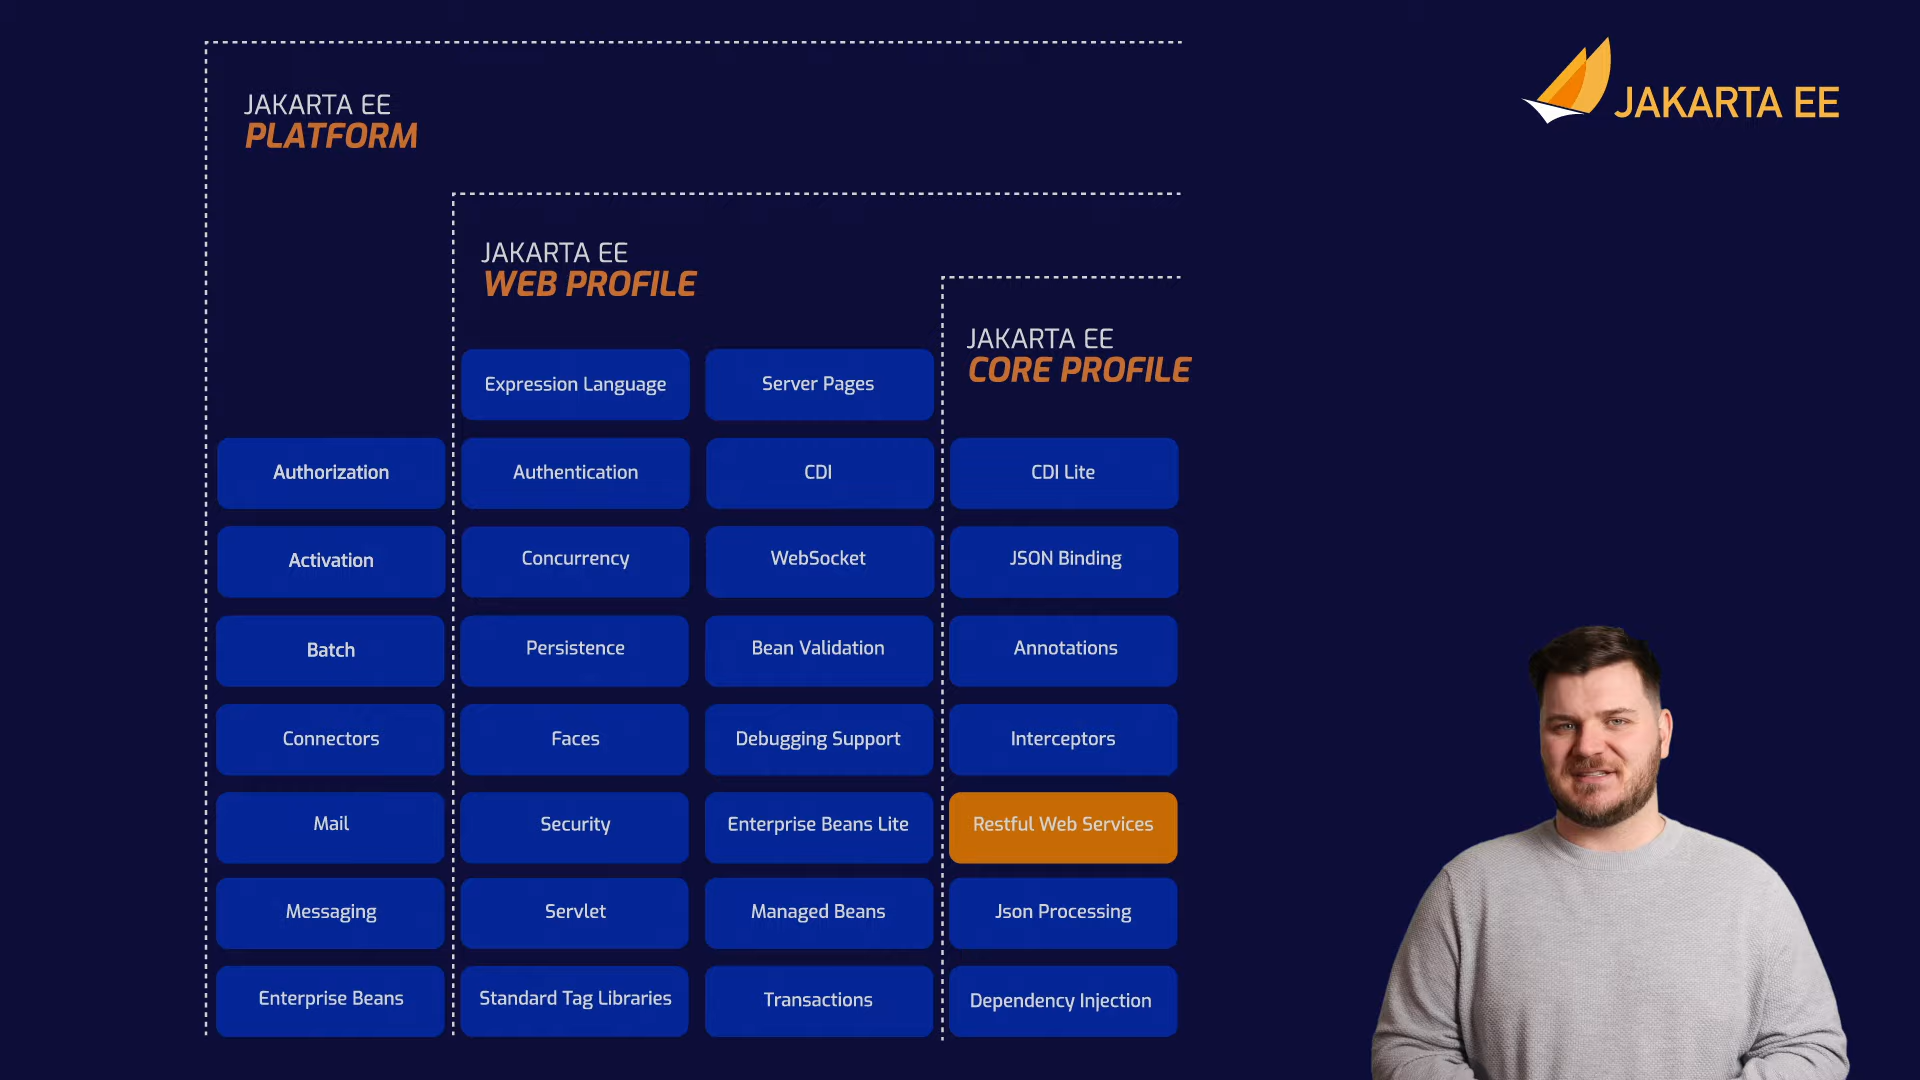 JAKARTA EE
PLATFORM
JAKARTA EE
JAKARTA EE
WEB PROFILE
JAKARTA EE
CORE PROFILE
Expression Language
Server Pages
Authorization
Authentication
CDI
CDI Lite
Activation
Concurrency
WebSocket
JSON Binding
Batch
Persistence
Bean Validation
Annotations
Connectors
Faces
Debugging Support
Interceptors
Mail
Security
Enterprise Beans Lite
Restful Web Services
Messaging
Servlet
Managed Beans
Json Processing
Enterprise Beans
Standard Tag Libraries
Transactions
Dependency Injection